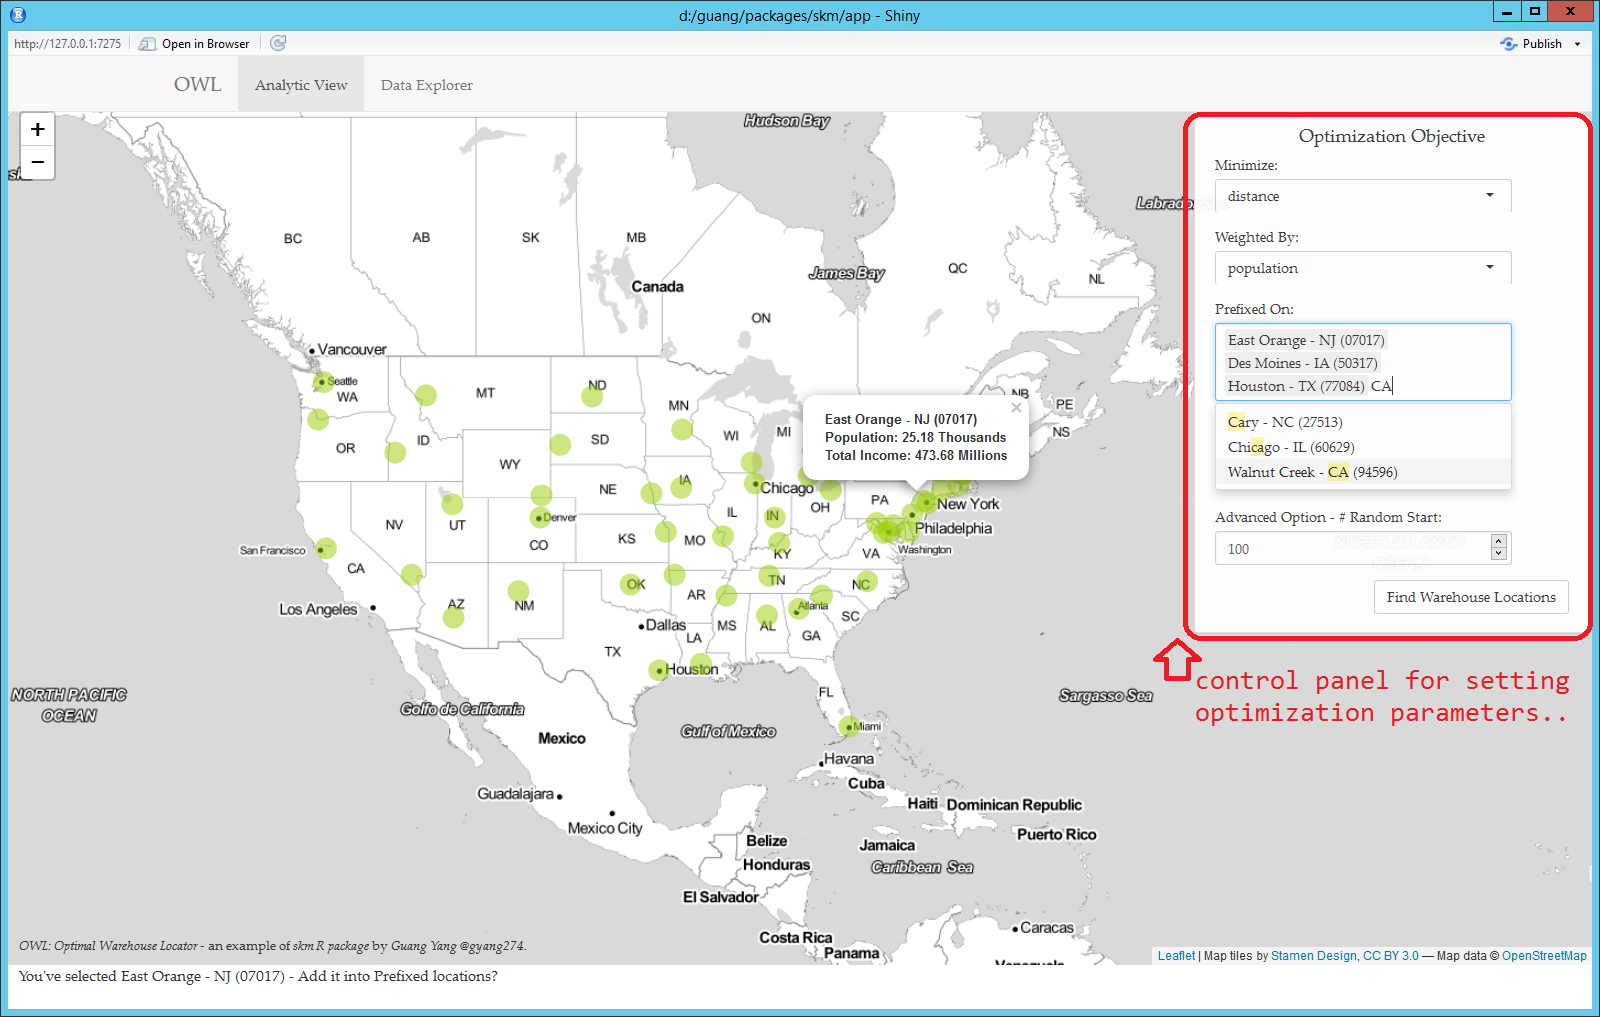 d:/guang/packages/skm/app - Shiny
http://127.0.0.1:7275
Open in Browser
Publish
OWL
Analytic View
Data Explorer
+
−
Hudson Bay
Labrado
BC
AB
SK
MB
Canada
James Bay
QC
NL
ON
Vancouver
Seattle
WA
MT
ND
MN
NB
PE
NS
OR
ID
SD
WI
MI
WY
East Orange - NJ (07017)
Population: 25.18 Thousands
Total Income: 473.68 Millions
×
NE
IA
Chicago
PA
New York
NV
UT
Denver
IL
IN
OH
Philadelphia
San Francisco
CA
CO
KS
MO
KY
VA
Washington
Los Angeles
AZ
NM
OK
AR
TN
NC
Atlanta
Dallas
MS
AL
GA
SC
TX
LA
Houston
FL
Miami
NORTH PACIFIC
OCEAN
Golfo de California
Gulf of Mexico
Sargasso Sea
Mexico
Havana
Cuba
Guadalajara
Mexico City
Haiti
Dominican Republic
Puerto Rico
Jamaica
Belize
Honduras
Caribbean Sea
El Salvador
Costa Rica
Panama
Caracas
Venezuela
Optimization Objective
Minimize:
distance
Weighted By:
population
Prefixed On:
East Orange - NJ (07017)
Des Moines - IA (50317)
Houston - TX (77084) CA
Cary - NC (27513)
Chicago - IL (60629)
Walnut Creek - CA (94596)
Advanced Option - # Random Start:
100
NORTH ATLANTIC
OCEAN
Find Warehouse Locations
control panel for setting
optimization parameters..
OWL: Optimal Warehouse Locator - an example of skm R package by Guang Yang @gyang274.
Leaflet | Map tiles by Stamen Design, CC BY 3.0 — Map data © OpenStreetMap
You've selected East Orange - NJ (07017) - Add it into Prefixed locations?